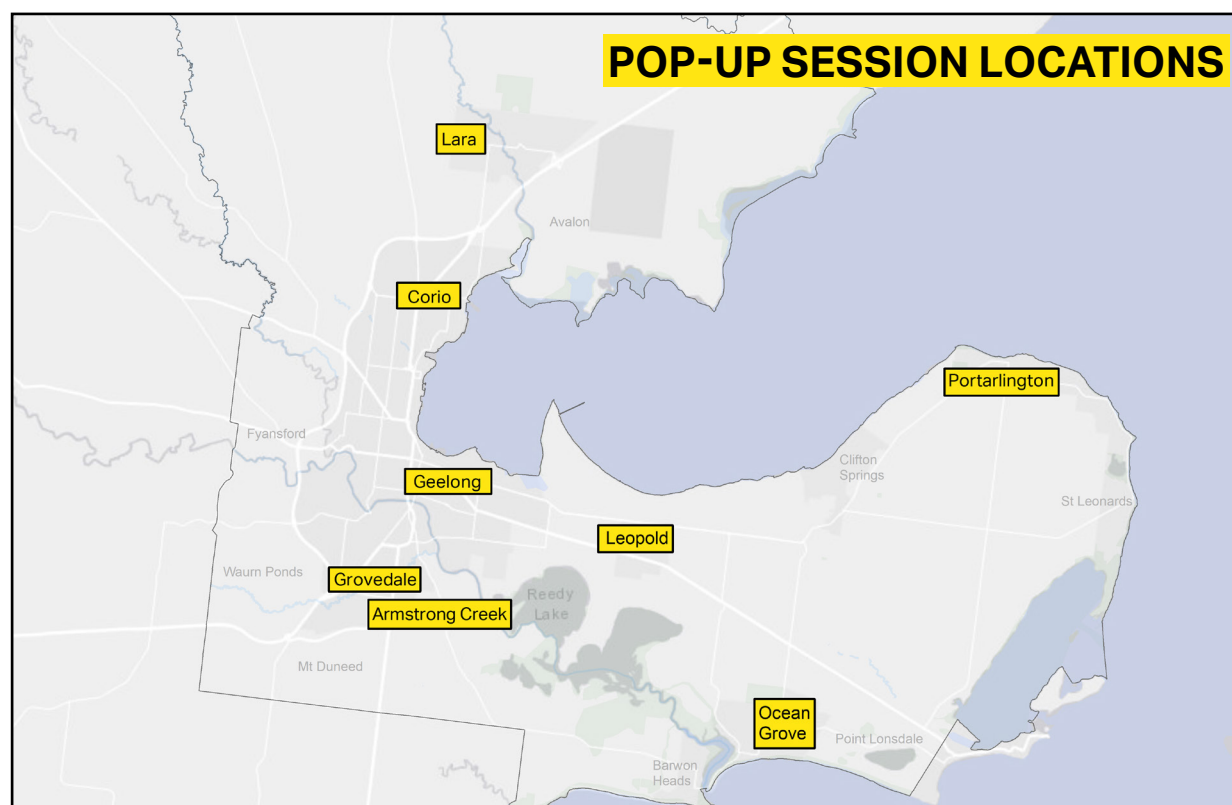 POP-UP SESSION LOCATIONS
Lara
Avalon
Corio
Portarlington
Fyansford
Clifton
Springs
Geelong
St Leonards
Leopold
Waurn Ponds
Grovedale
Reedy
Lake
Armstrong Creek
Mt Duneed
Ocean
Grove
Point Lonsdale
Barwon
Heads